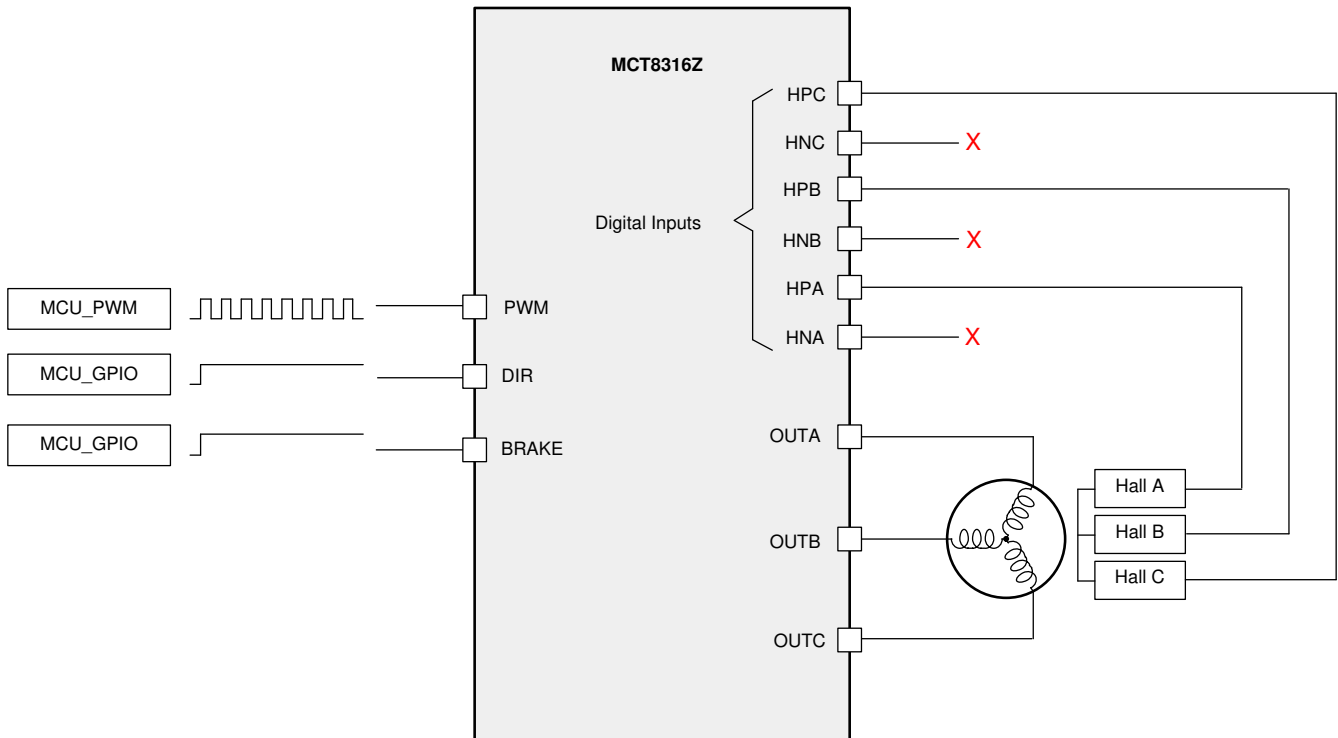 MCT8316Z
HPC
HNC
X
HPB
Digital Inputs
HNB
X
HPA
MCU_PWM
PWM
HNA
X
MCU_GPIO
DIR
OUTA
MCU_GPIO
BRAKE
Hall A
OUTB
Hall B
Hall C
OUTC